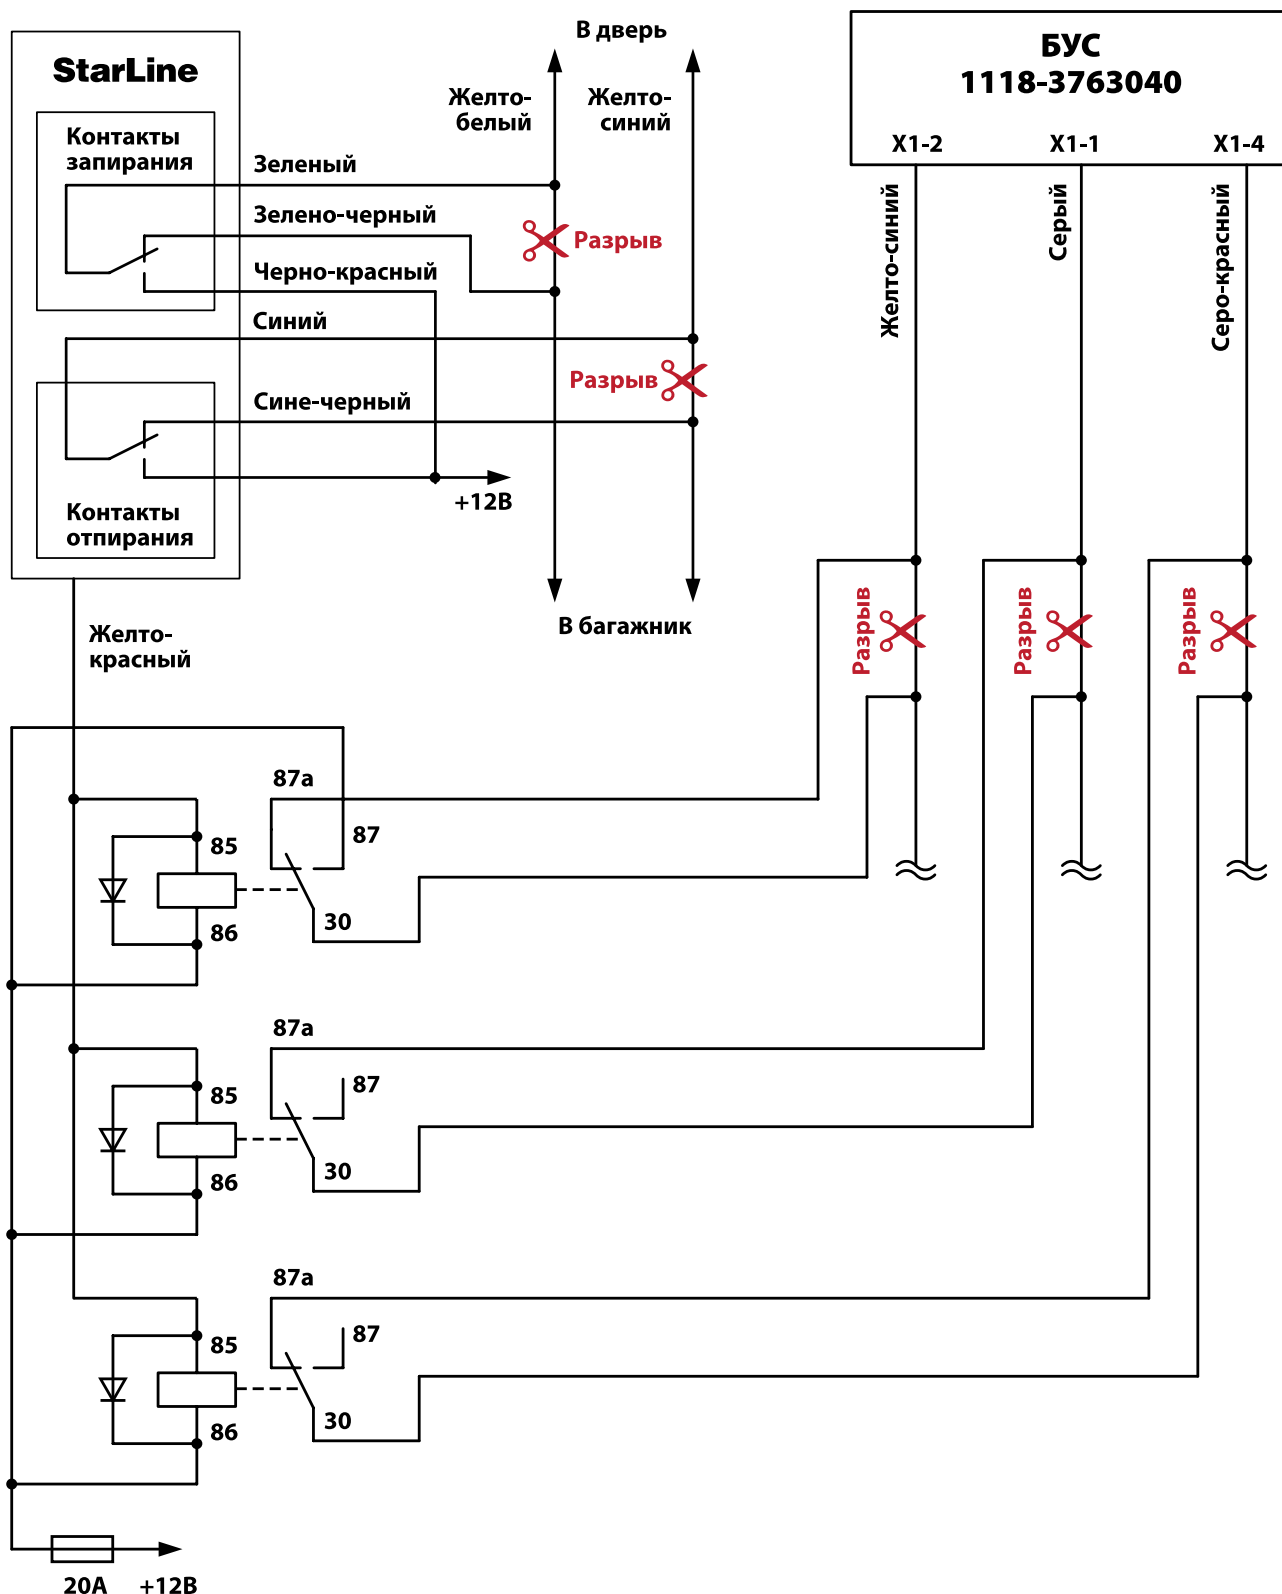 StarLine
Контакты
запирания
Зеленый
Зелено-черный
Черно-красный
Синий
Сине-черный
+12В
Контакты
отпирания
Желто-
красный
В дверь
Желто-
белый
Желто-
синий
Разрыв
Разрыв
В багажник
БУС
1118-3763040
X1-2
X1-1
X1-4
Желто-синий
Серый
Серо-красный
Разрыв
Разрыв
Разрыв
87a
87
85
30
86
87a
87
85
30
86
87a
87
85
30
86
20А
+12В